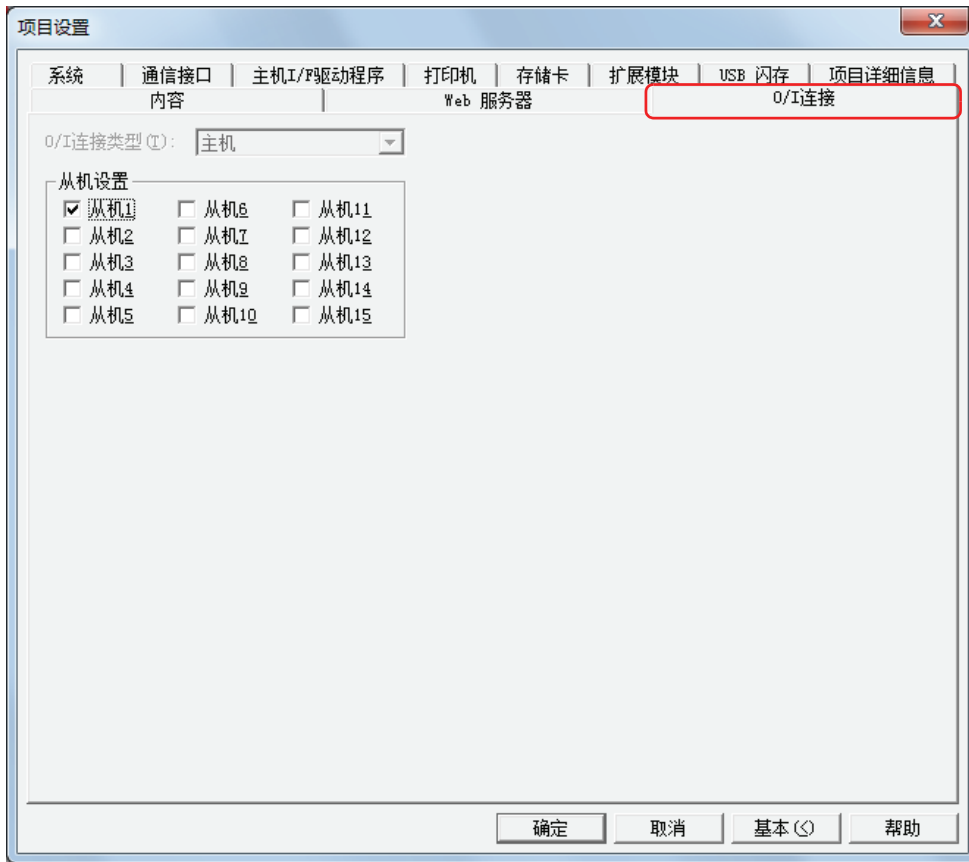 项目设置
系统 通信接口 主机I/F驱动程序 打印机 存储卡 扩展模块 USB 闪存 项目详细信息
内容 Web 服务器 O/I连接
O/I连接类型(T): 主机
从机设置
从机1 从机6 从机11
从机2 从机7 从机12
从机3 从机8 从机13
从机4 从机9 从机14
从机5 从机10 从机15
确定 取消 基本(<) 帮助